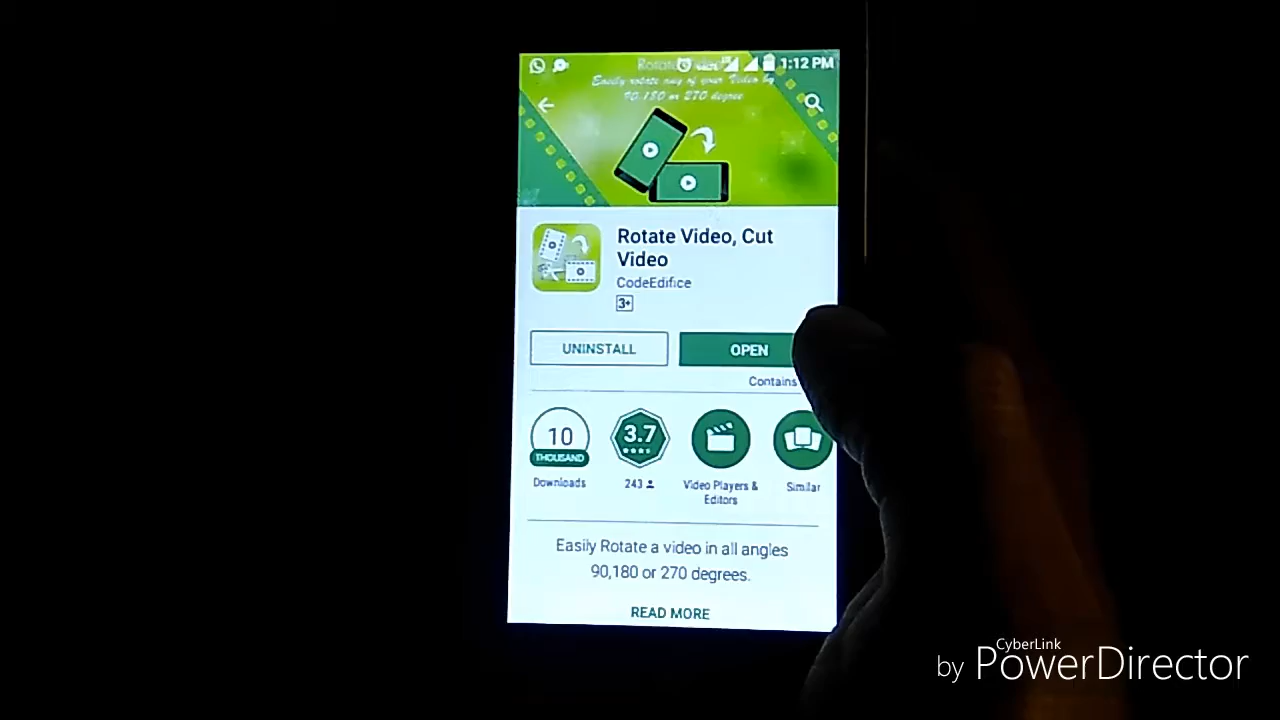 1:12 PM
Easily rotate any of your Video by
90,180 or 270 degree
Rotate Video, Cut
Video
CodeEdifice
3+
UNINSTALL
OPEN
Contains
10
THOUSAND
Downloads
3.7
243
Video Players &
Editors
Similar
Easily Rotate a video in all angles
90,180 or 270 degrees.
READ MORE
CyberLink
by PowerDirector